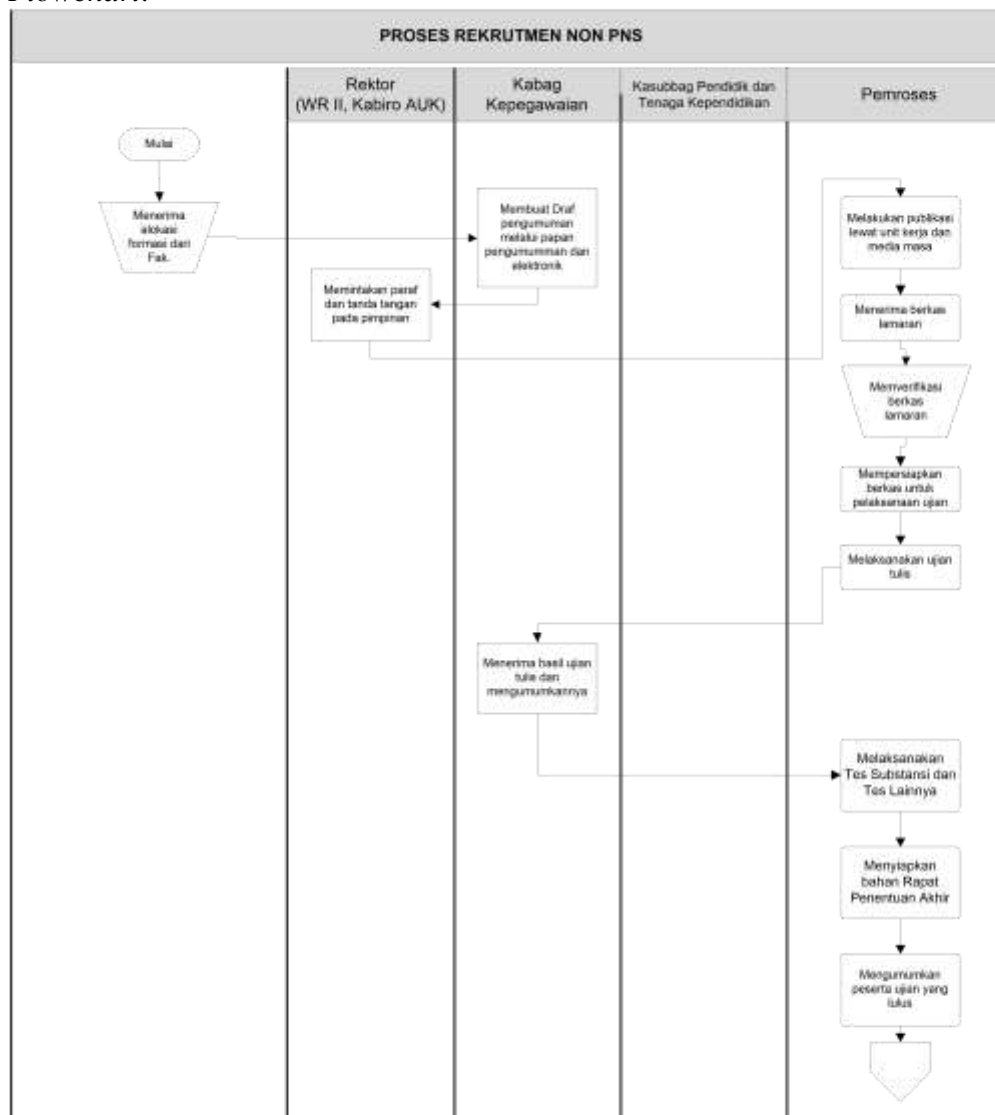 Flowchart:
PROSES REKRUTMEN NON PNS
Rektor
(WR II, Kabiro AUK)
Kabag
Kepegawaian
Kasubbag Pendidik dan
Tenaga Kependidikan
Pemroses
Mulai
Menerima
alokasi
formasi dari
Fak.
Membuat Draf
pengumuman
melalui papan
pengumumman dan
elektronik
Memintakan paraf
dan tanda tangan
pada pimpinan
Melakukan publikasi
lewat unit kerja dan
media masa
Menerima berkas
lamaran
Memverifikasi
berkas
lamaran
Mempersiapkan
berkas untuk
pelaksanaan ujian
Melaksanakan ujian
tulis
Menerima hasil ujian
tulis dan
mengumumkannya
Melaksanakan
Tes Substansi dan
Tes Lainnya
Menyiapkan
bahan Rapat
Penentuan Akhir
Mengumumkan
peserta ujian yang
lulus